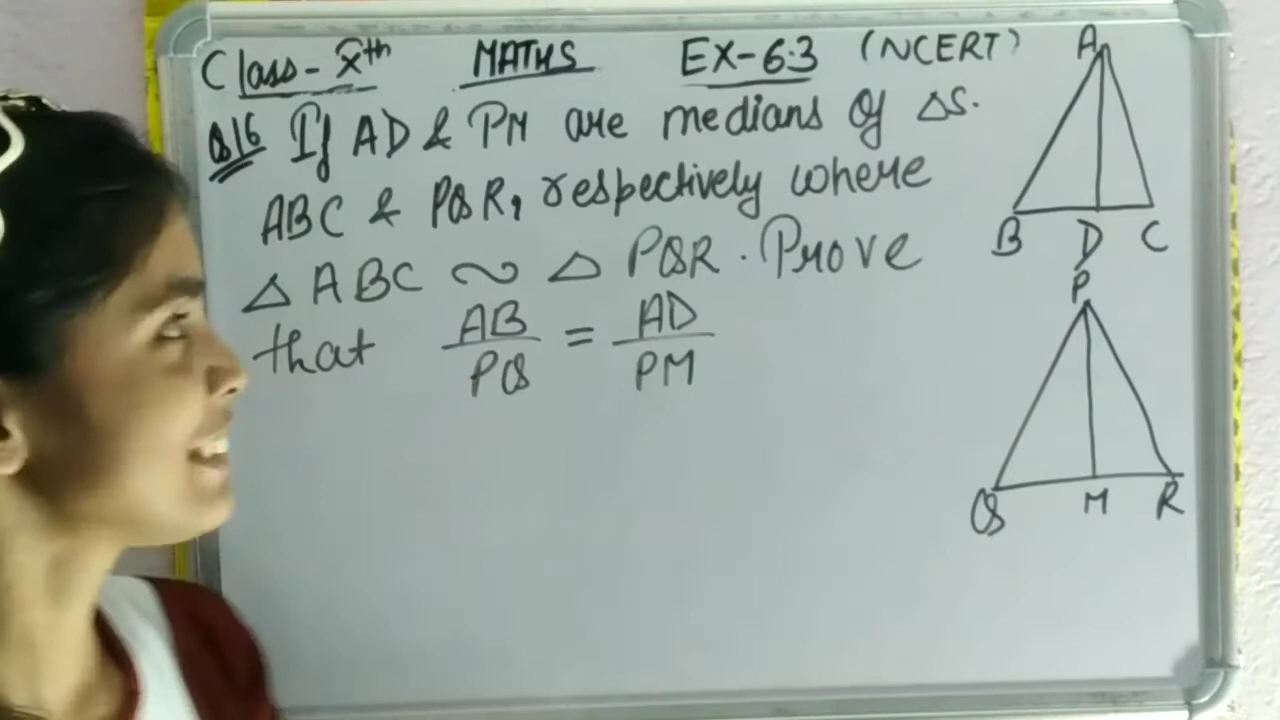 Class-Xth MATHS EX-6.3 (NCERT)
Q16 If AD & PM are medians of △s.
ABC & PQR, respectively where
△ ABC ~ △ PQR. Prove
that AB/PQ = AD/PM
A
B D C
P
Q M R